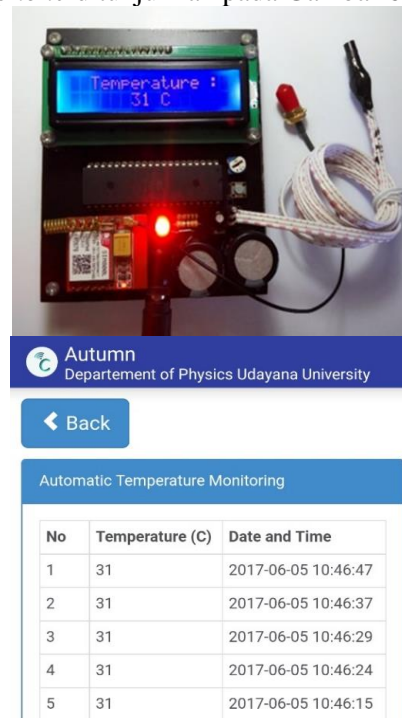 Temperature :
31 C
Autumn
Departement of Physics Udayana University
Back
Automatic Temperature Monitoring
No Temperature (C) Date and Time
1 31 2017-06-05 10:46:47
2 31 2017-06-05 10:46:37
3 31 2017-06-05 10:46:29
4 31 2017-06-05 10:46:24
5 31 2017-06-05 10:46:15